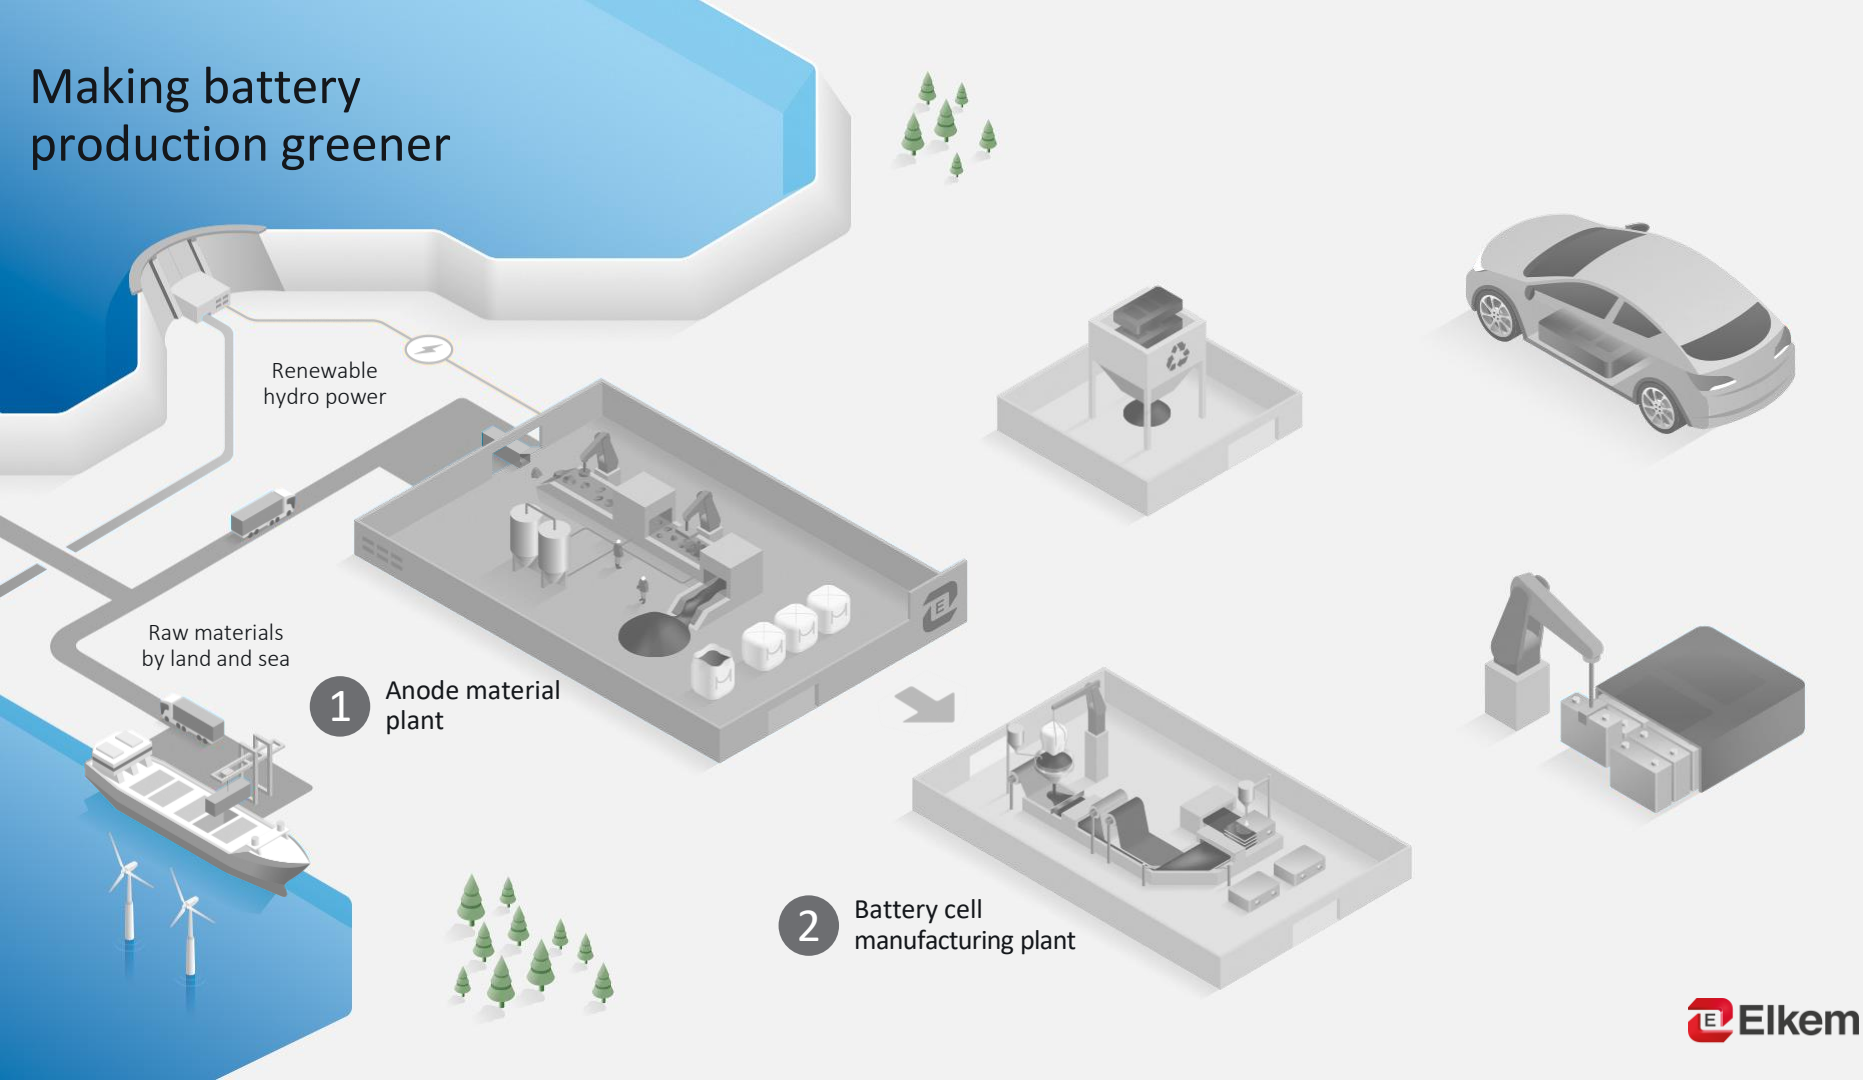 Making battery
production greener
Renewable
hydro power
Raw materials
by land and sea
1
Anode material
plant
E
2
Battery cell
manufacturing plant
E
Elkem